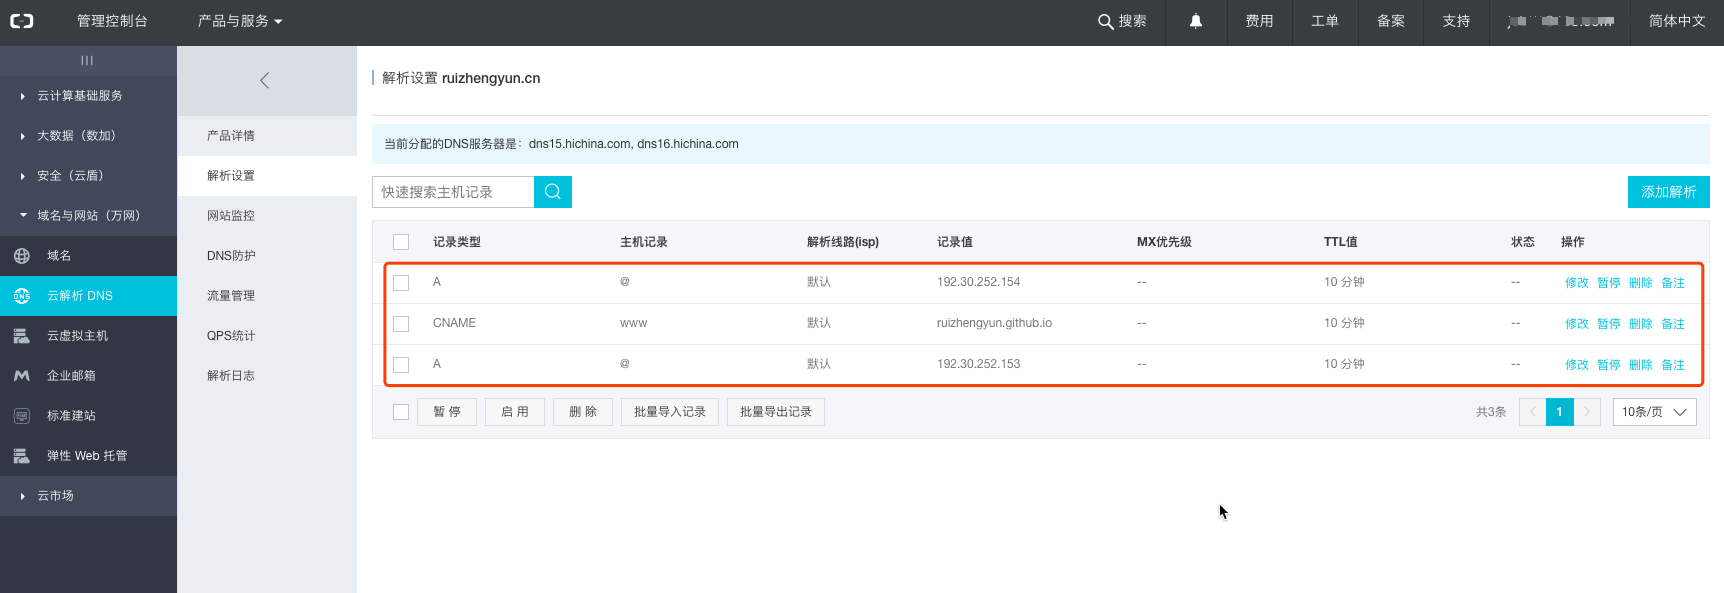 管理控制台 产品与服务 搜索 费用 工单 备案 支持 简体中文
云计算基础服务
大数据（数加）
安全（云盾）
域名与网站（万网）
域名
云解析 DNS
云虚拟主机
企业邮箱
标准建站
弹性 Web 托管
云市场
产品详情
解析设置
网站监控
DNS防护
流量管理
QPS统计
解析日志
解析设置 ruizhengyun.cn
当前分配的DNS服务器是： dns15.hichina.com, dns16.hichina.com
快速搜索主机记录
添加解析
记录类型 主机记录 解析线路(isp) 记录值 MX优先级 TTL值 状态 操作
A @ 默认 192.30.252.154 -- 10 分钟 -- 修改 暂停 删除 备注
CNAME www 默认 ruizhengyun.github.io -- 10 分钟 -- 修改 暂停 删除 备注
A @ 默认 192.30.252.153 -- 10 分钟 -- 修改 暂停 删除 备注
暂 停 启 用 删 除 批量导入记录 批量导出记录 共3条 < 1 > 10条/页